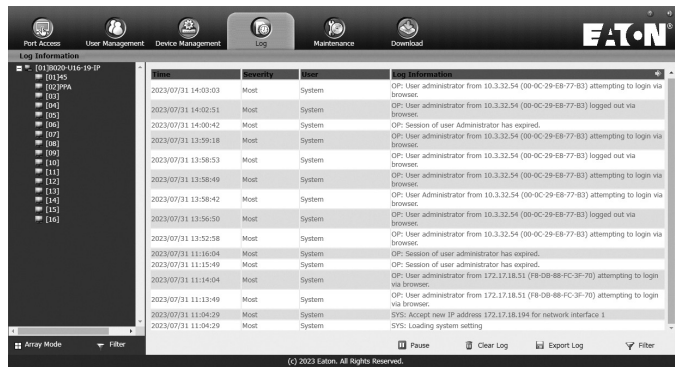 EATON
Port Access
User Management
Device Management
Log
Maintenance
Download
Log Information
[01]B020-U16-19-IP
[01]45
[02]PPA
[03]
[04]
[05]
[06]
[07]
[08]
[09]
[10]
[11]
[12]
[13]
[14]
[15]
[16]
Array Mode
Filter
Time Severity User Log Information
2023/07/31 14:03:03 Most System OP: User administrator from 10.3.32.54 (00-0C-29-E8-77-B3) attempting to login via
browser.
2023/07/31 14:02:51 Most System OP: User administrator from 10.3.32.54 (00-0C-29-E8-77-B3) logged out via
browser.
2023/07/31 14:00:42 Most System OP: Session of user Administrator has expired.
2023/07/31 13:59:18 Most System OP: User administrator from 10.3.32.54 (00-0C-29-E8-77-B3) attempting to login via
browser.
2023/07/31 13:58:53 Most System OP: User administrator from 10.3.32.54 (00-0C-29-E8-77-B3) logged out via
browser.
2023/07/31 13:58:49 Most System OP: User administrator from 10.3.32.54 (00-0C-29-E8-77-B3) attempting to login via
browser.
2023/07/31 13:58:42 Most System OP: User Administrator from 10.3.32.54 (00-0C-29-E8-77-B3) attempting to login via
browser.
2023/07/31 13:56:50 Most System OP: User administrator from 10.3.32.54 (00-0C-29-E8-77-B3) logged out via
browser.
2023/07/31 13:52:58 Most System OP: User administrator from 10.3.32.54 (00-0C-29-E8-77-B3) attempting to login via
browser.
2023/07/31 11:16:04 Most System OP: Session of user administrator has expired.
2023/07/31 11:15:49 Most System OP: Session of user administrator has expired.
2023/07/31 11:14:04 Most System OP: User administrator from 172.17.18.51 (F8-DB-88-FC-3F-70) attempting to login
via browser.
2023/07/31 11:13:49 Most System OP: User administrator from 172.17.18.51 (F8-DB-88-FC-3F-70) attempting to login
via browser.
2023/07/31 11:04:29 Most System SYS: Accept new IP address 172.17.18.194 for network interface 1
2023/07/31 11:04:29 Most System SYS: Loading system setting
Pause
Clear Log
Export Log
Filter
(c) 2023 Eaton. All Rights Reserved.